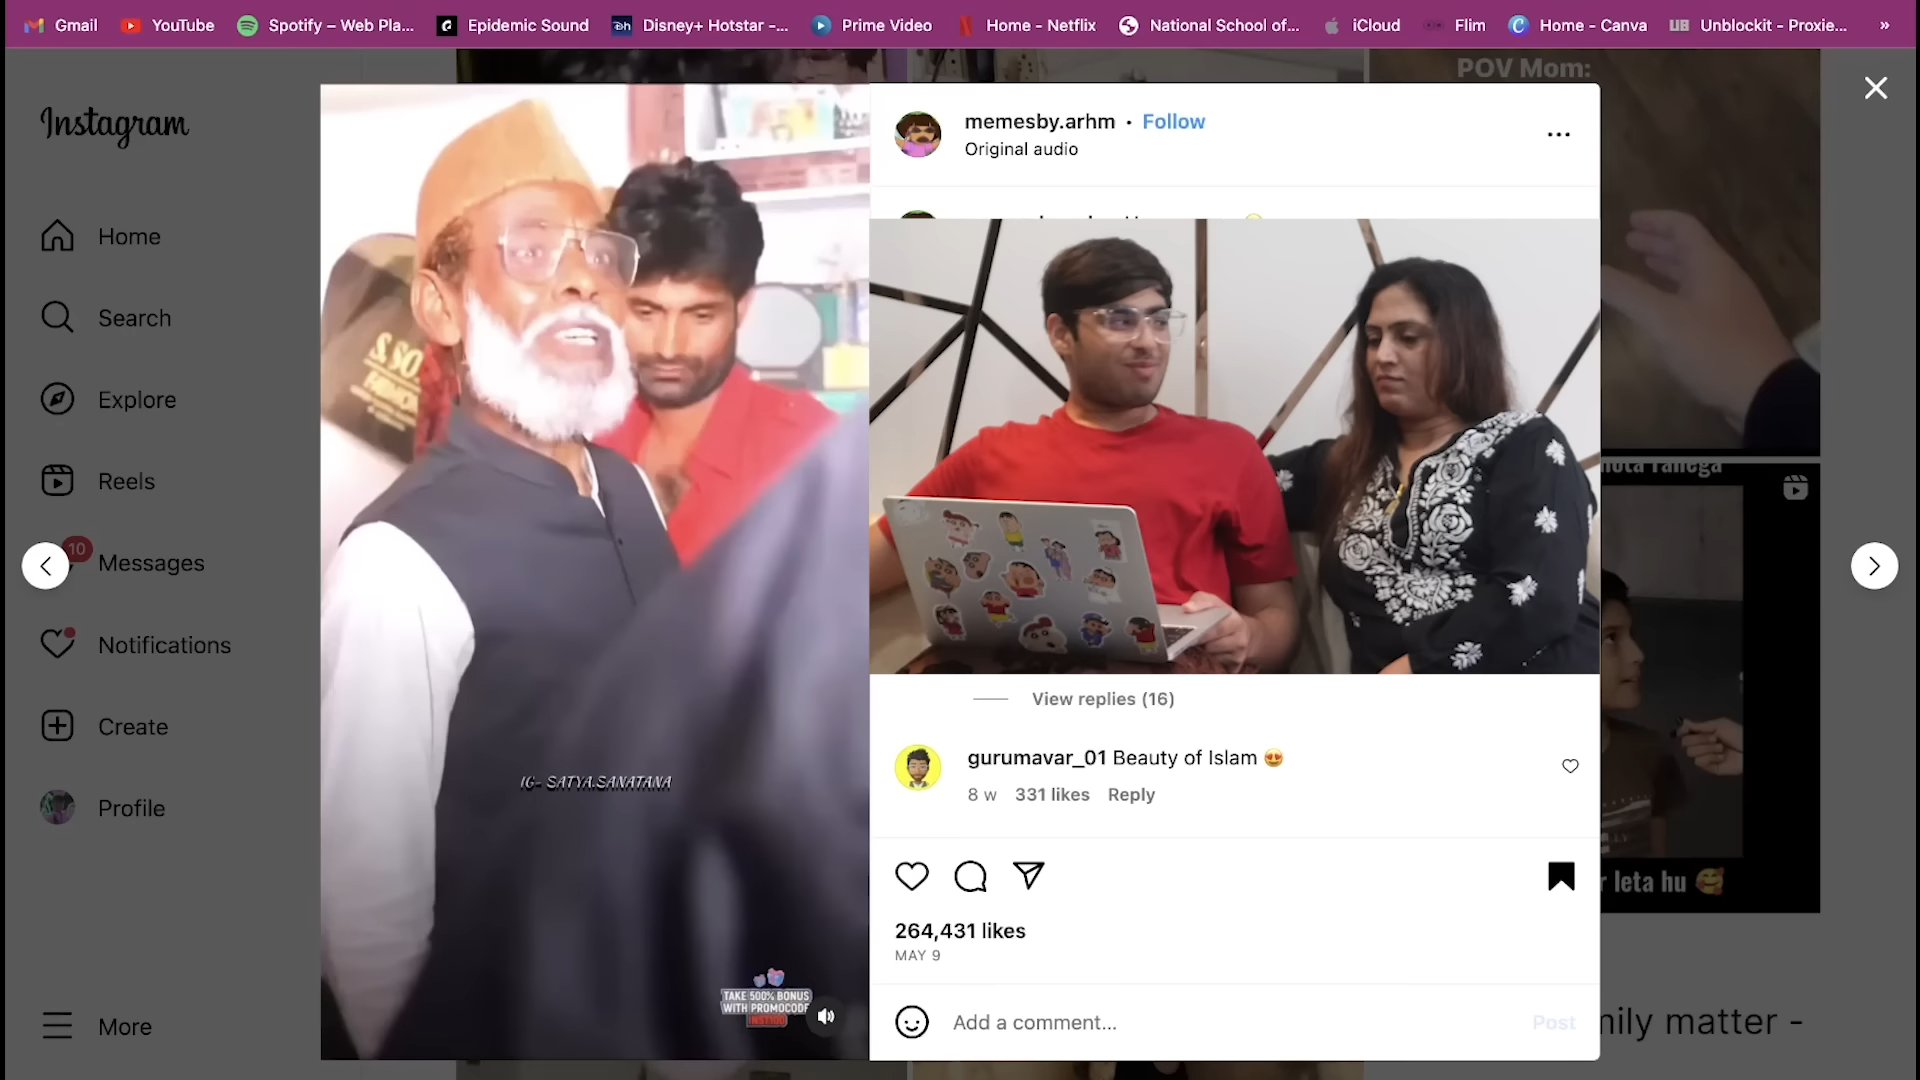 Gmail
YouTube
Spotify – Web Pla...
Epidemic Sound
Disney+ Hotstar -...
Prime Video
Home - Netflix
National School of...
iCloud
Flim
Home - Canva
UB Unblockit - Proxie...
»
Instagram
Home
Search
Explore
Reels
10
Messages
Notifications
Create
Profile
More
POV Mom:
memesby.arhm • Follow
Original audio
IG- SATYA.SANATANA
TAKE 500% BONUS
WITH PROMOCODE
View replies (16)
gurumavar_01 Beauty of Islam 😍
8 w 331 likes Reply
264,431 likes
MAY 9
Add a comment...
Post
leta hu 🥰
matter -